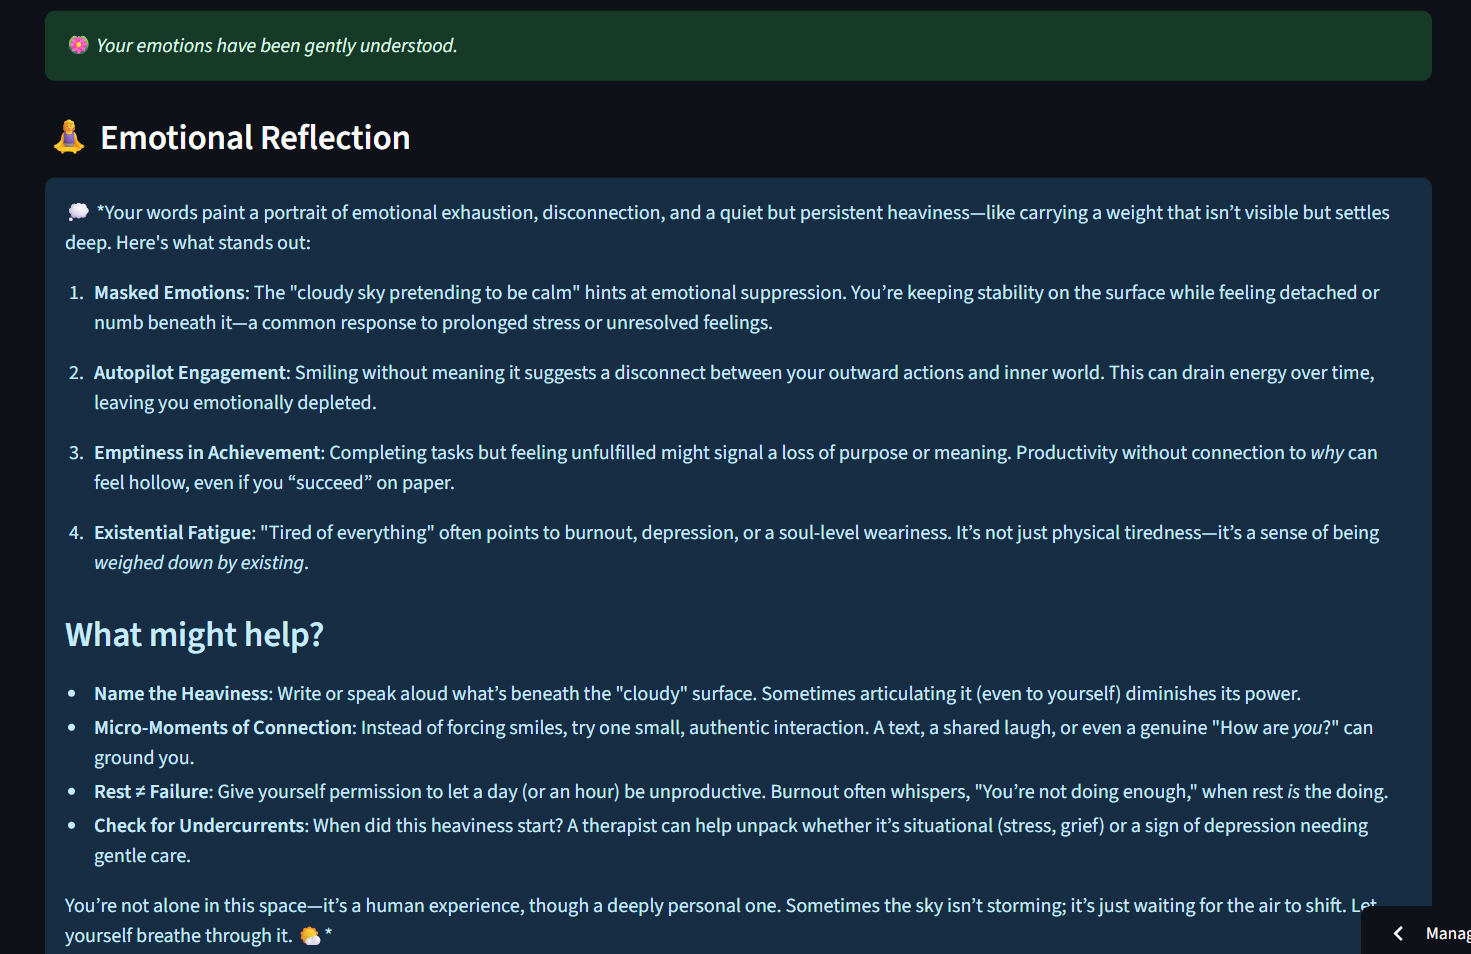 🌸 Your emotions have been gently understood.
🧘 Emotional Reflection
💭 *Your words paint a portrait of emotional exhaustion, disconnection, and a quiet but persistent heaviness—like carrying a weight that isn’t visible but settles
deep. Here's what stands out:
1. Masked Emotions: The "cloudy sky pretending to be calm" hints at emotional suppression. You’re keeping stability on the surface while feeling detached or
numb beneath it—a common response to prolonged stress or unresolved feelings.
2. Autopilot Engagement: Smiling without meaning it suggests a disconnect between your outward actions and inner world. This can drain energy over time,
leaving you emotionally depleted.
3. Emptiness in Achievement: Completing tasks but feeling unfulfilled might signal a loss of purpose or meaning. Productivity without connection to why can
feel hollow, even if you “succeed” on paper.
4. Existential Fatigue: "Tired of everything" often points to burnout, depression, or a soul-level weariness. It’s not just physical tiredness—it’s a sense of being
weighed down by existing.
What might help?
• Name the Heaviness: Write or speak aloud what’s beneath the "cloudy" surface. Sometimes articulating it (even to yourself) diminishes its power.
• Micro-Moments of Connection: Instead of forcing smiles, try one small, authentic interaction. A text, a shared laugh, or even a genuine "How are you?" can
ground you.
• Rest ≠ Failure: Give yourself permission to let a day (or an hour) be unproductive. Burnout often whispers, "You’re not doing enough," when rest is the doing.
• Check for Undercurrents: When did this heaviness start? A therapist can help unpack whether it’s situational (stress, grief) or a sign of depression needing
gentle care.
You’re not alone in this space—it’s a human experience, though a deeply personal one. Sometimes the sky isn’t storming; it’s just waiting for the air to shift. Let
yourself breathe through it. 🌤️ *
Manag